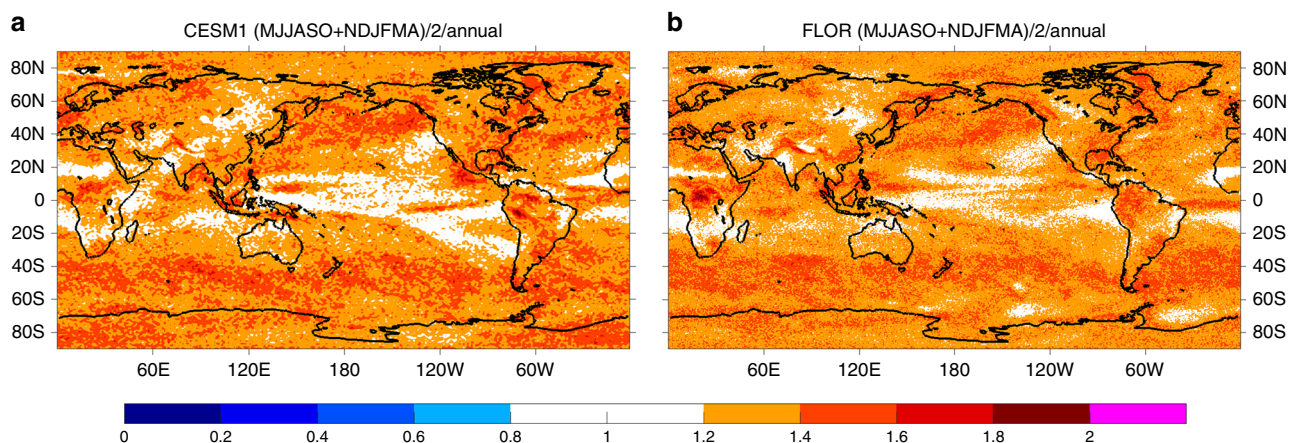 a
CESM1 (MJJASO+NDJFMA)/2/annual
b
FLOR (MJJASO+NDJFMA)/2/annual
80N
60N
40N
20N
0
20S
40S
60S
80S
60E 120E 180 120W 60W
80N
60N
40N
20N
0
20S
40S
60S
80S
60E 120E 180 120W 60W
0 0.2 0.4 0.6 0.8 1 1.2 1.4 1.6 1.8 2